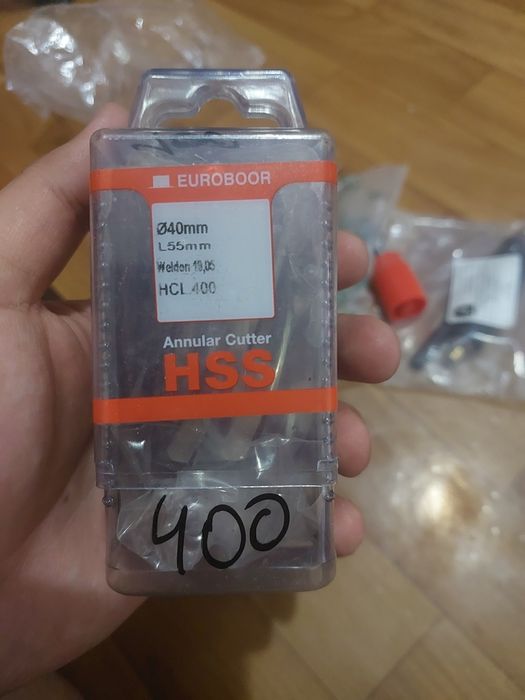 EUROBOOR
Ø40mm
L55mm
Weldon 19,05
HCL.400
Annular Cutter
HSS
400